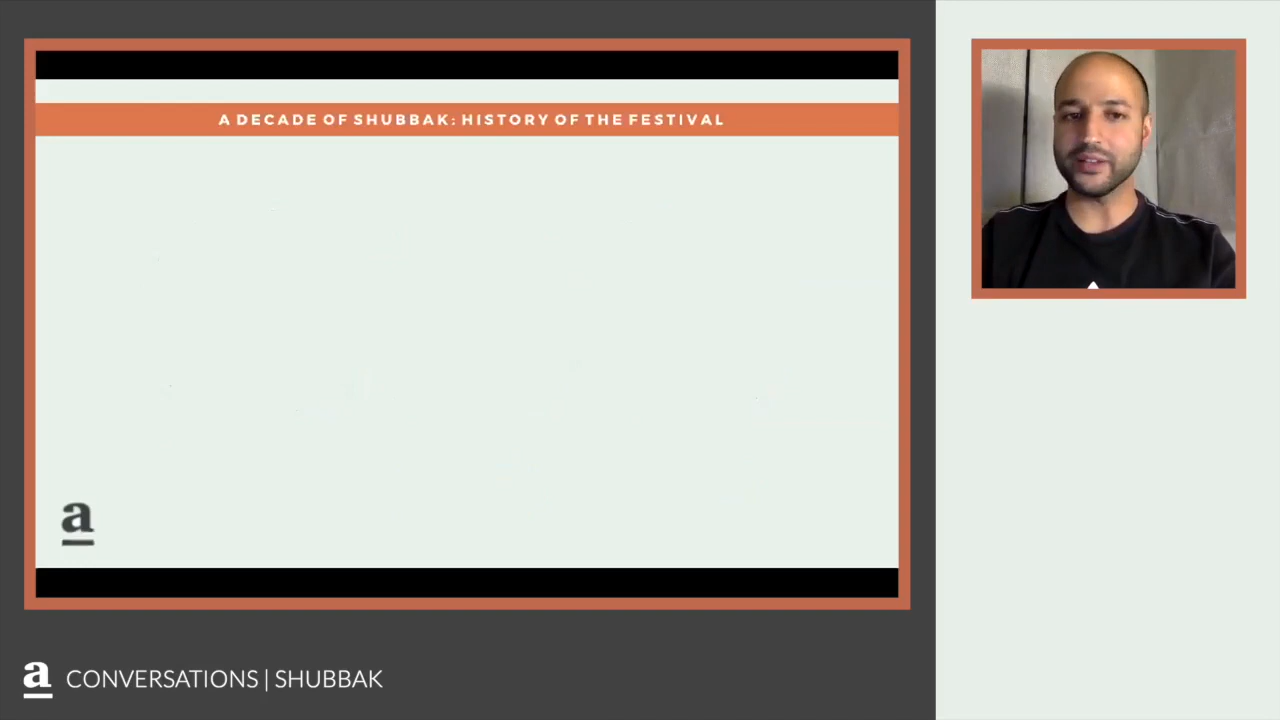 A DECADE OF SHUBBAK: HISTORY OF THE FESTIVAL
a
a CONVERSATIONS | SHUBBAK